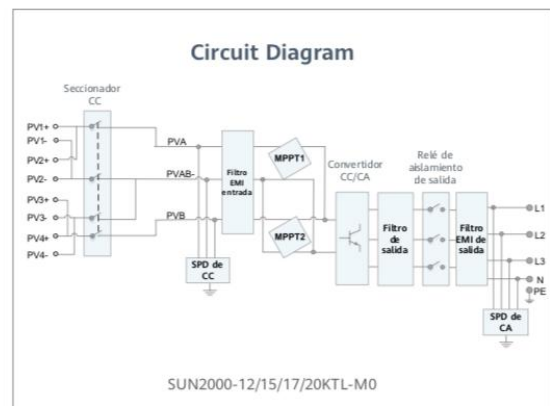 Circuit Diagram
Seccionador
CC
PV1+
PV1-
PV2+
PV2-
PV3+
PV3-
PV4+
PV4-
PVA
PVAB-
PVB
SPD de
CC
Filtro
EMI
entrada
MPPT1
MPPT2
Convertidor
CC/CA
Filtro
de
salida
Relé de
aislamiento
de salida
Filtro
EMI de
salida
L1
L2
L3
N
PE
SPD de
CA
SUN2000-12/15/17/20KTL-M0